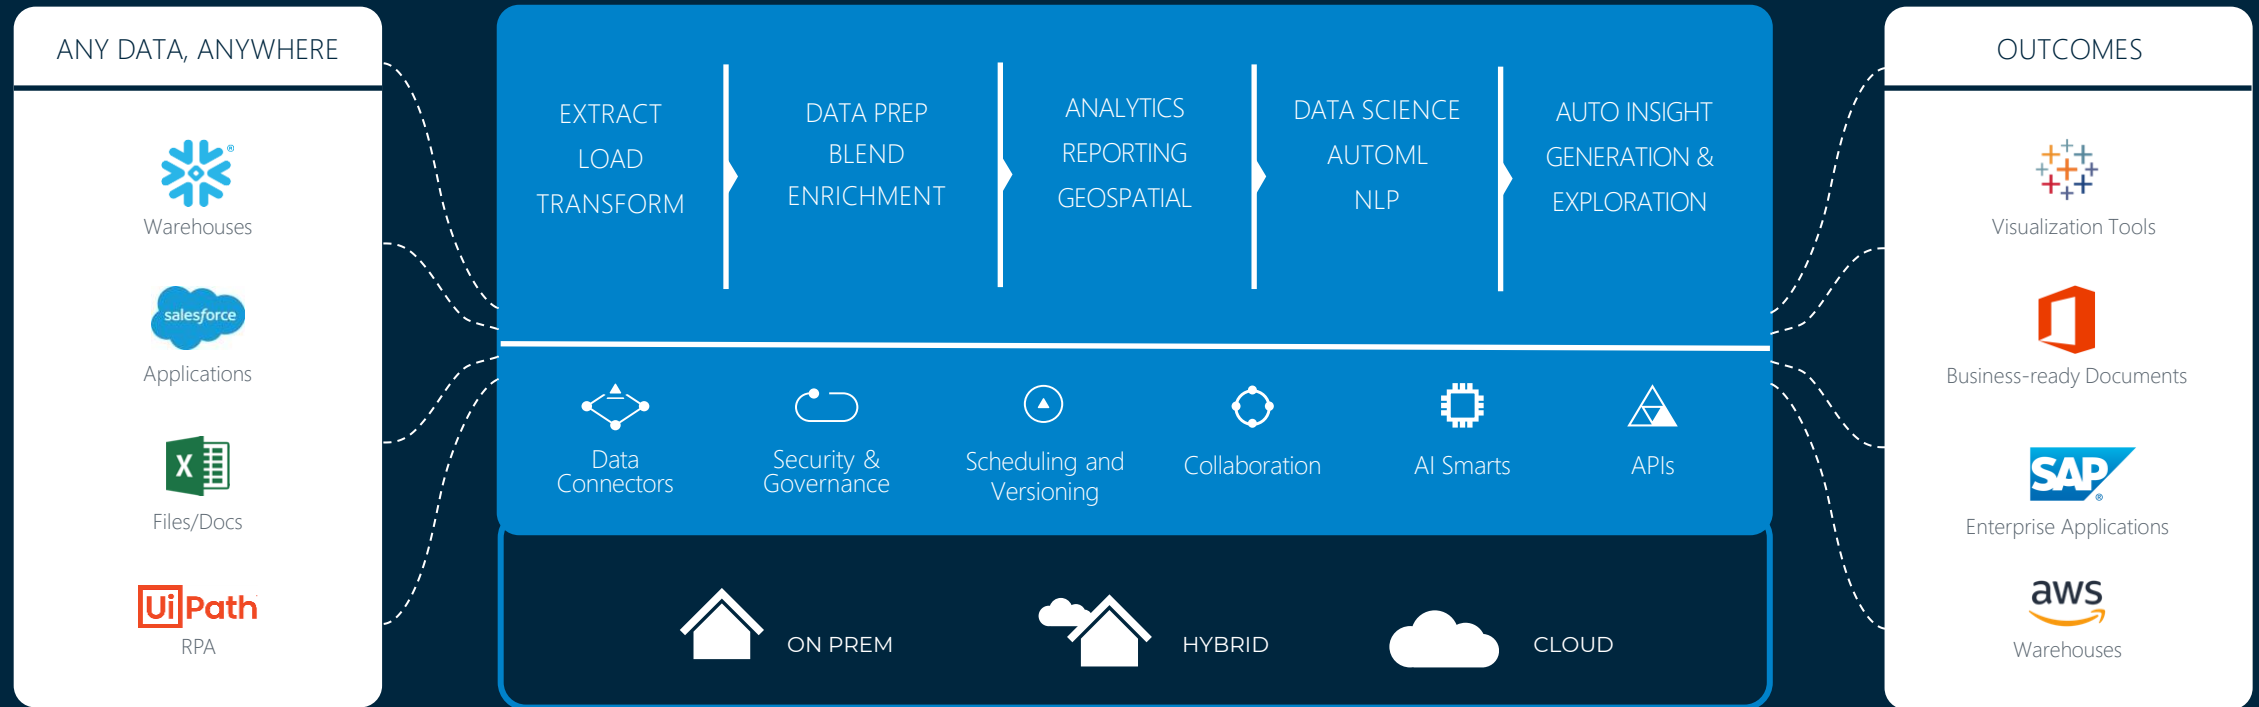 ANY DATA, ANYWHERE
Warehouses
salesforce
Applications
X
Files/Docs
UiPath
RPA
EXTRACT
LOAD
TRANSFORM
DATA PREP
BLEND
ENRICHMENT
ANALYTICS
REPORTING
GEOSPATIAL
DATA SCIENCE
AUTOML
NLP
AUTO INSIGHT
GENERATION &
EXPLORATION
Data
Connectors
Security &
Governance
Scheduling and
Versioning
Collaboration
AI Smarts
APIs
ON PREM
HYBRID
CLOUD
OUTCOMES
Visualization Tools
Business-ready Documents
SAP
Enterprise Applications
aws
Warehouses